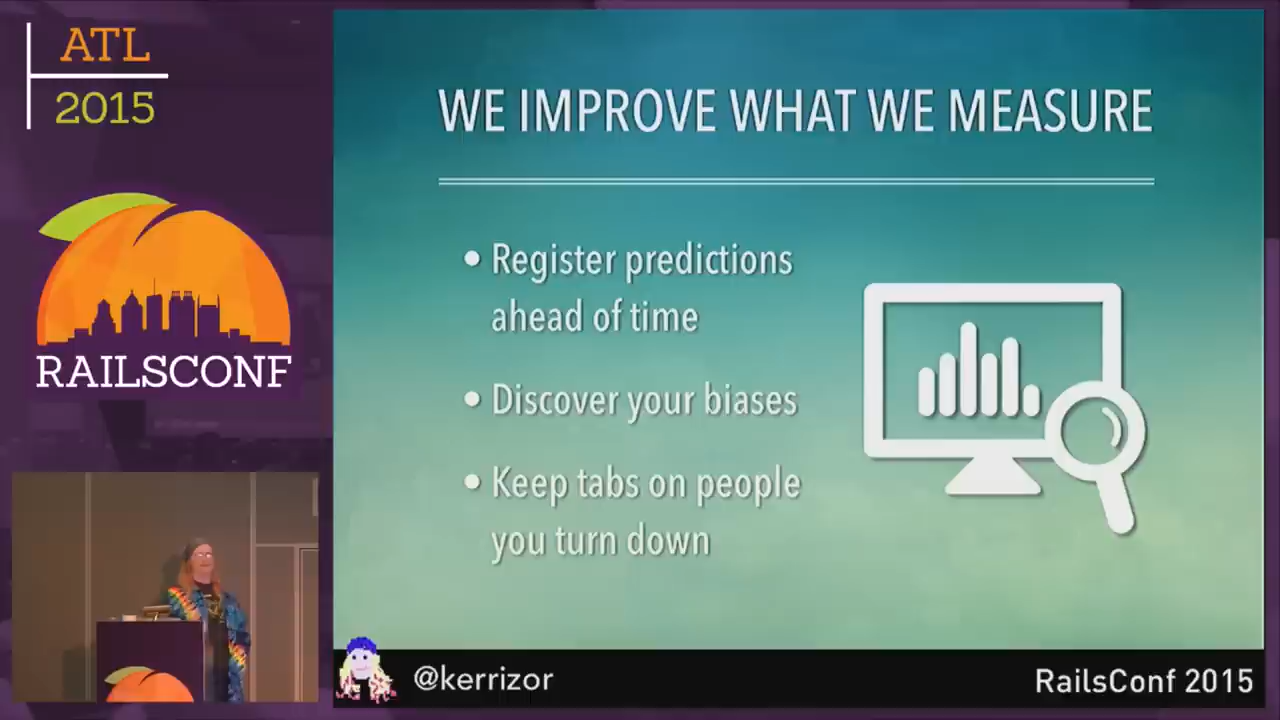 ATL
2015
RAILSCONF
WE IMPROVE WHAT WE MEASURE
• Register predictions
ahead of time
• Discover your biases
• Keep tabs on people
you turn down
@kerrizor
RailsConf 2015